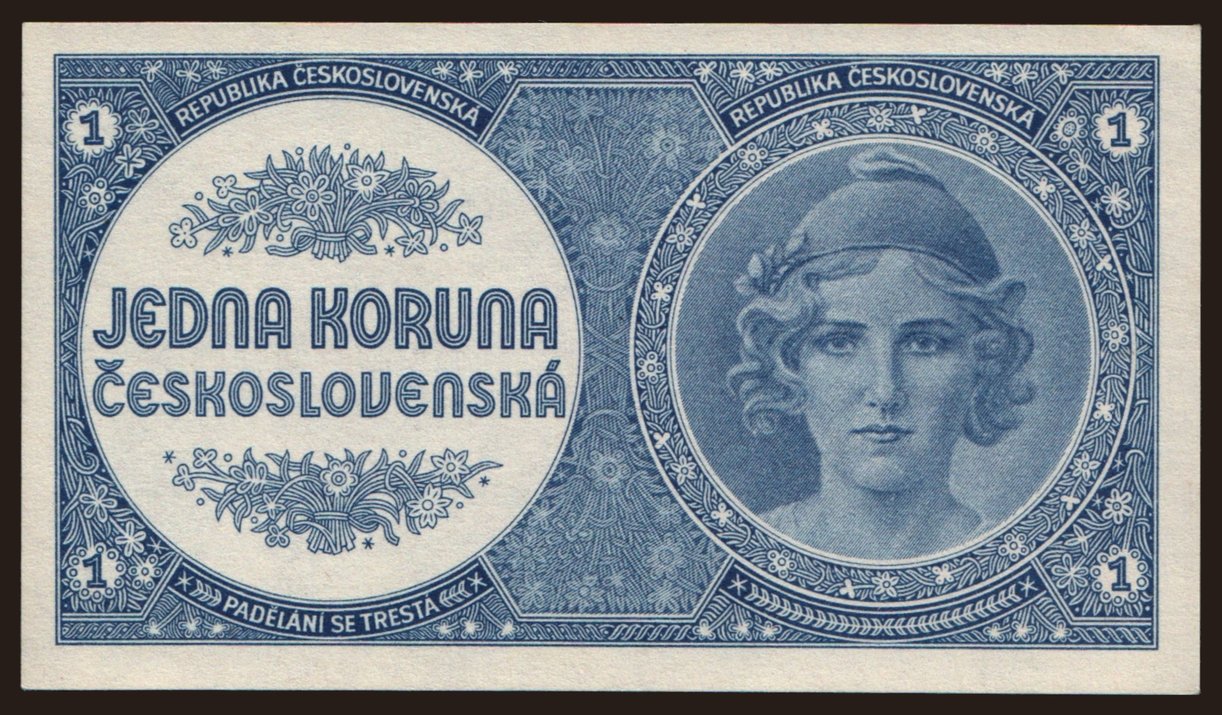 REPUBLIKA ČESKOSLOVENSKÁ
REPUBLIKA ČESKOSLOVENSKÁ
1
1
JEDNA KORUNA
ČESKOSLOVENSKÁ
1
1
PADĚLÁNÍ SE TRESTÁ